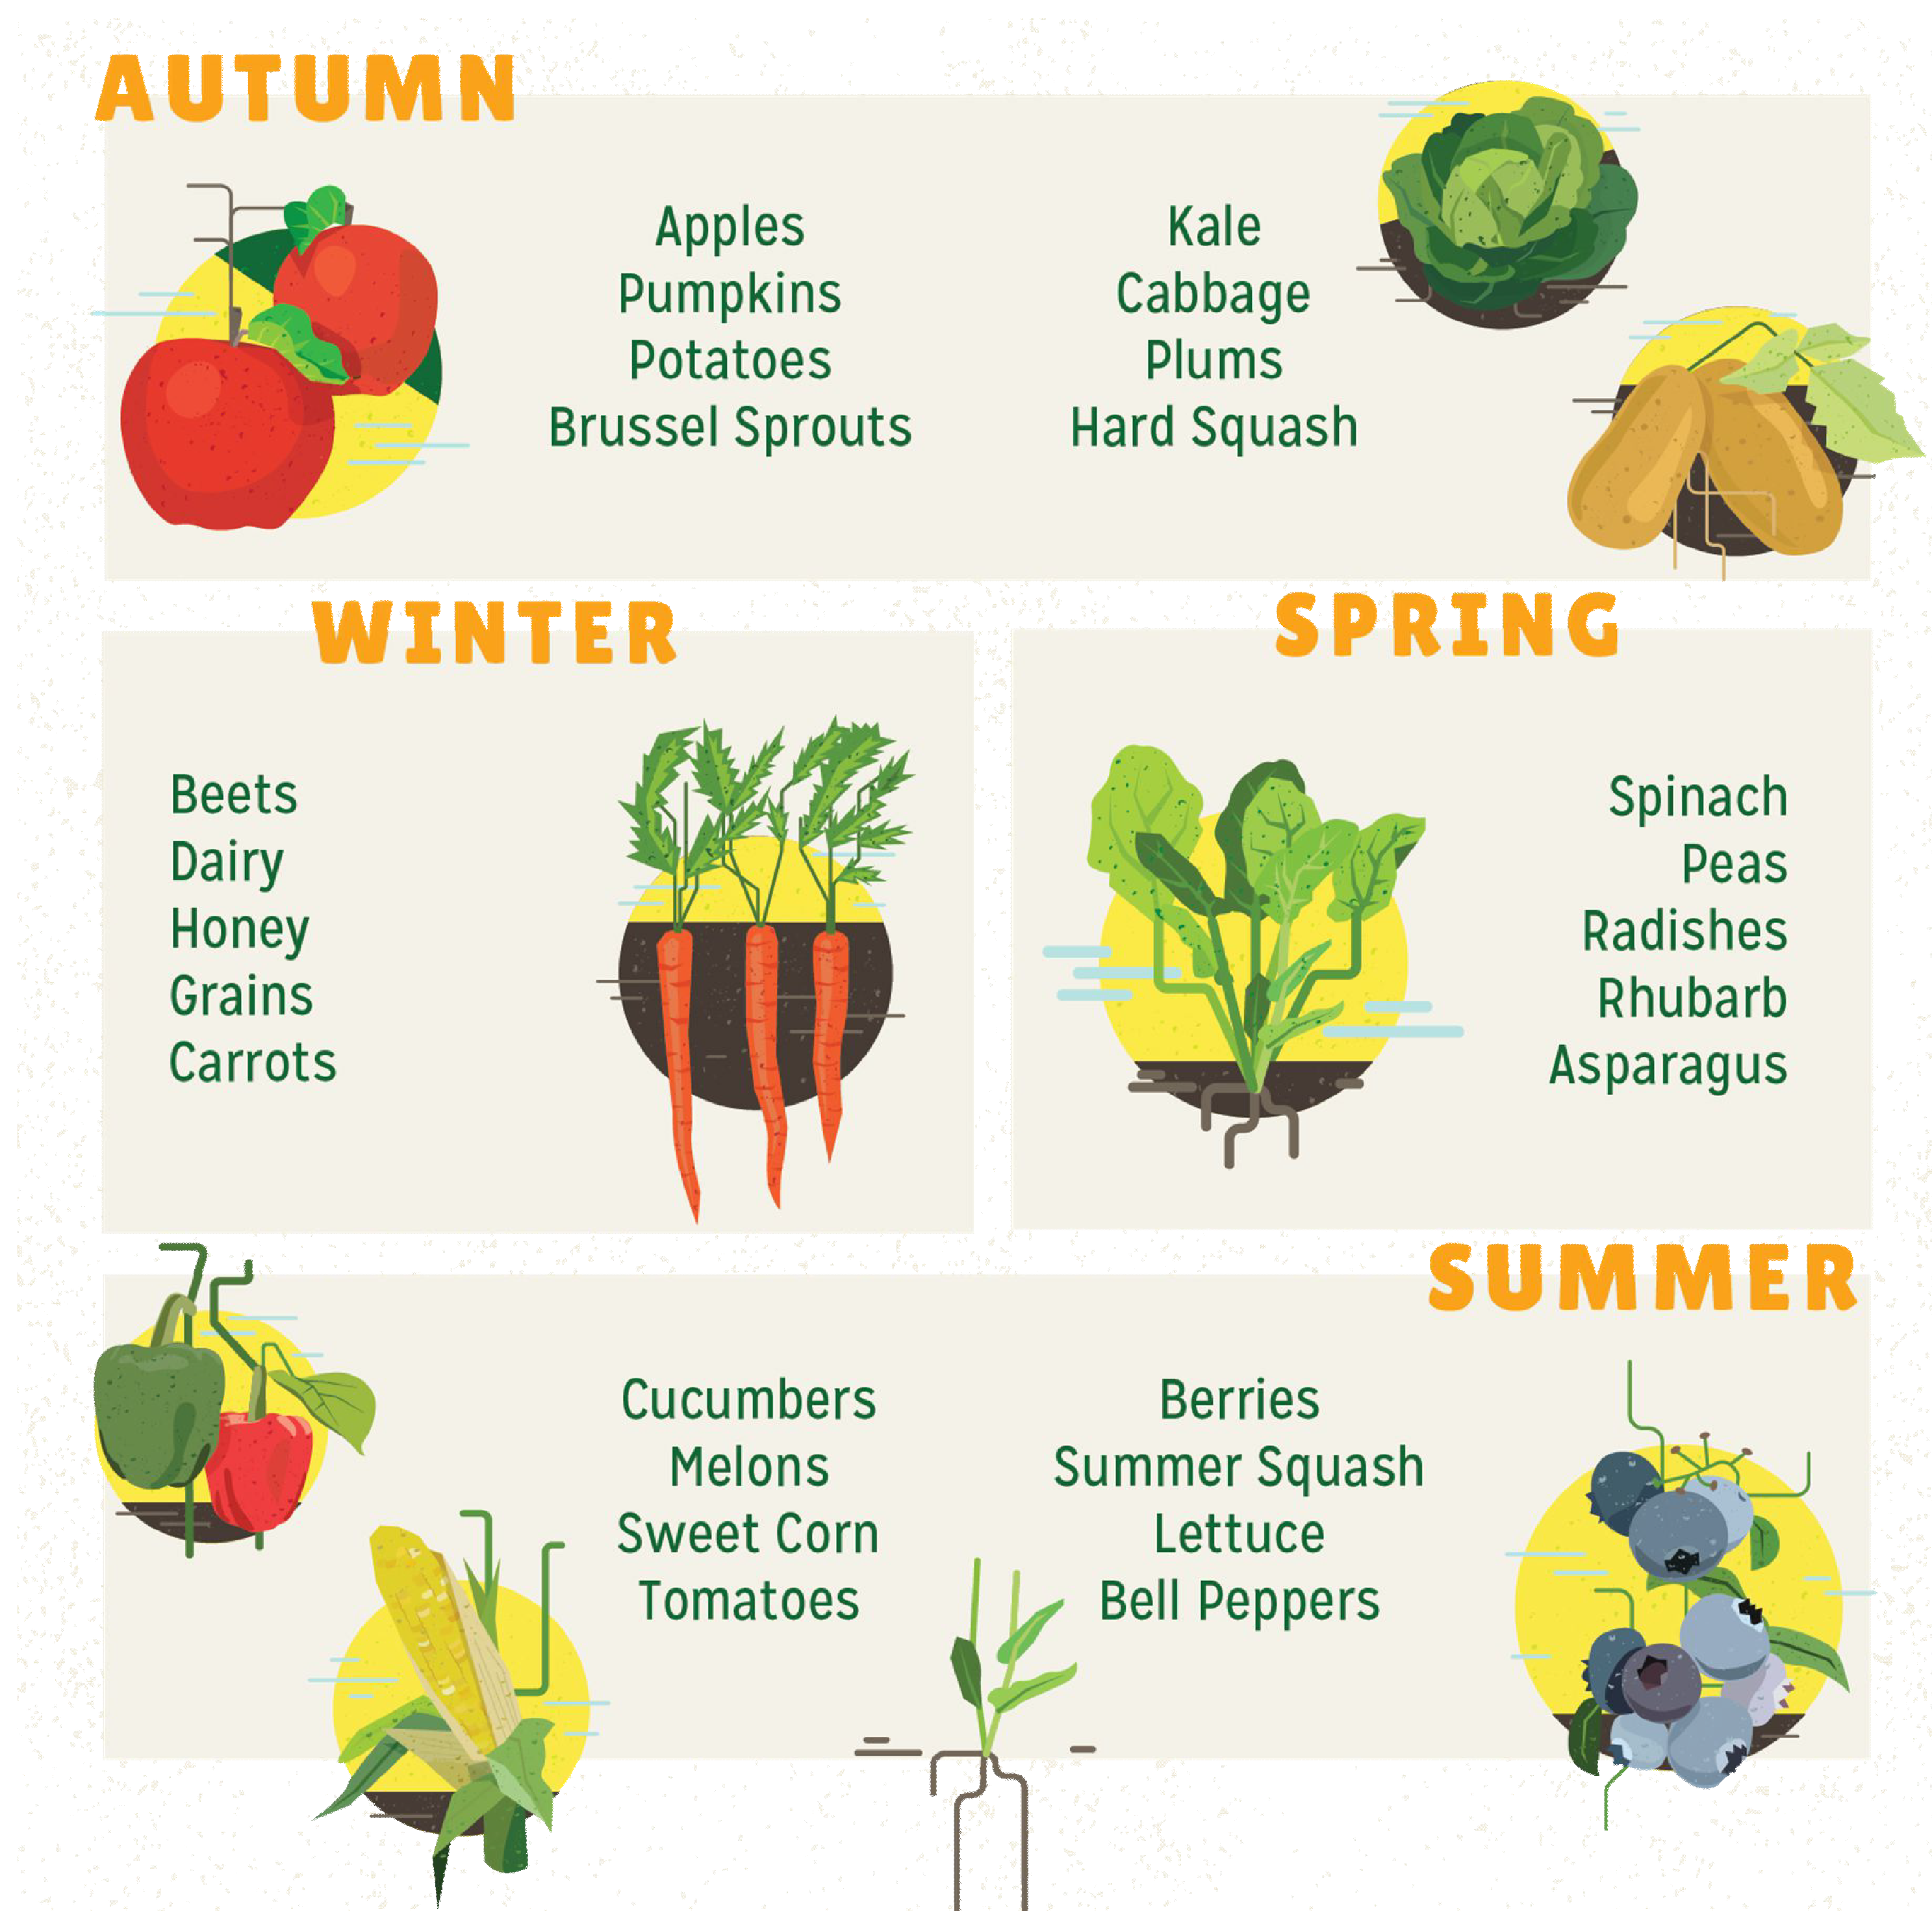 AUTUMN
Apples
Pumpkins
Potatoes
Brussel Sprouts
Kale
Cabbage
Plums
Hard Squash
WINTER
Beets
Dairy
Honey
Grains
Carrots
SPRING
Spinach
Peas
Radishes
Rhubarb
Asparagus
SUMMER
Cucumbers
Melons
Sweet Corn
Tomatoes
Berries
Summer Squash
Lettuce
Bell Peppers